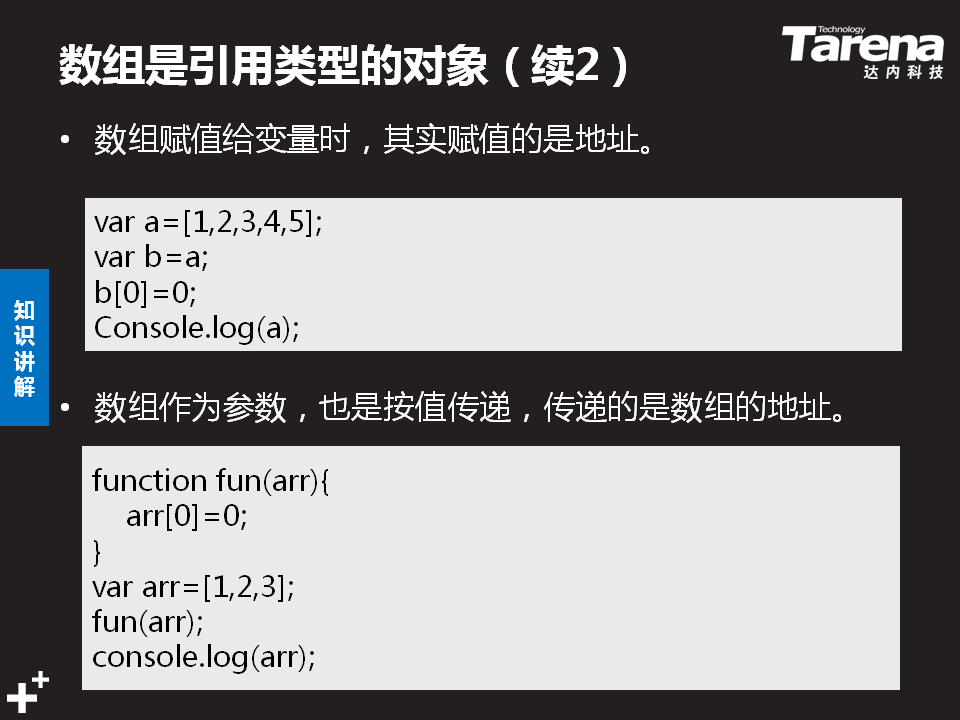 数组是引用类型的对象（续2）
Technology
Tarena
达内科技
• 数组赋值给变量时，其实赋值的是地址。
var a=[1,2,3,4,5];
var b=a;
b[0]=0;
Console.log(a);
知识讲解
• 数组作为参数，也是按值传递，传递的是数组的地址。
function fun(arr){
    arr[0]=0;
}
var arr=[1,2,3];
fun(arr);
console.log(arr);